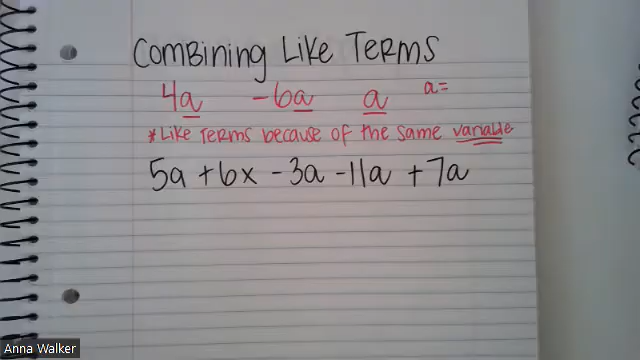 Combining Like Terms
4a -6a a a=
*Like Terms because of the same variable
5a +6x -3a -11a +7a
Anna Walker